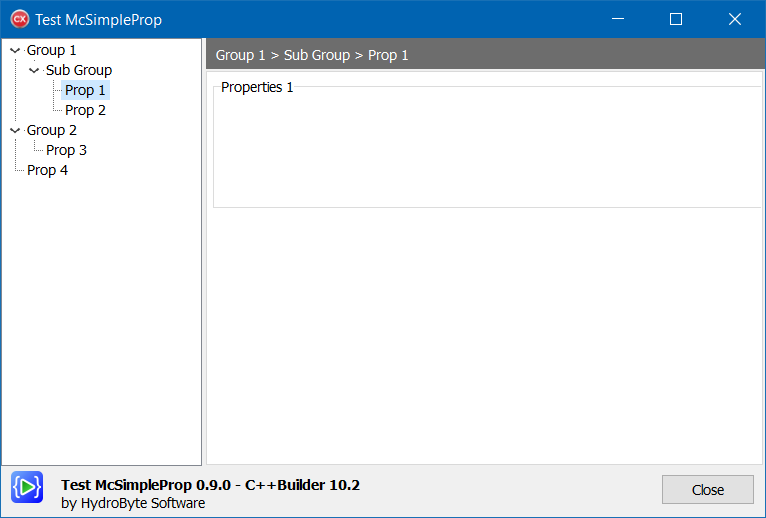 Test McSimpleProp
Group 1
Sub Group
Prop 1
Prop 2
Group 2
Prop 3
Prop 4
Group 1 > Sub Group > Prop 1
Properties 1
Test McSimpleProp 0.9.0 - C++Builder 10.2
by HydroByte Software
Close